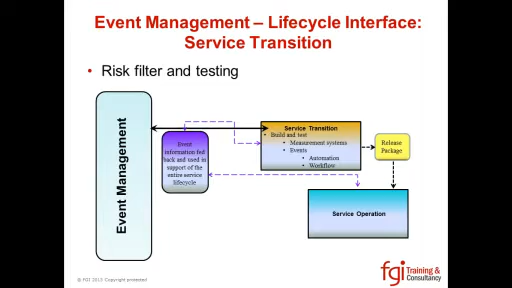 Event Management – Lifecycle Interface:
Service Transition
• Risk filter and testing
Event Management
Event
information fed
back and used in
support of the
entire service
lifecycle
Service Transition
• Build and test
• Measurement systems
• Events
• Automation
• Workflow
Release
Package
Service Operation
© FGI 2013 Copyright protected
fgi Training &
Consultancy